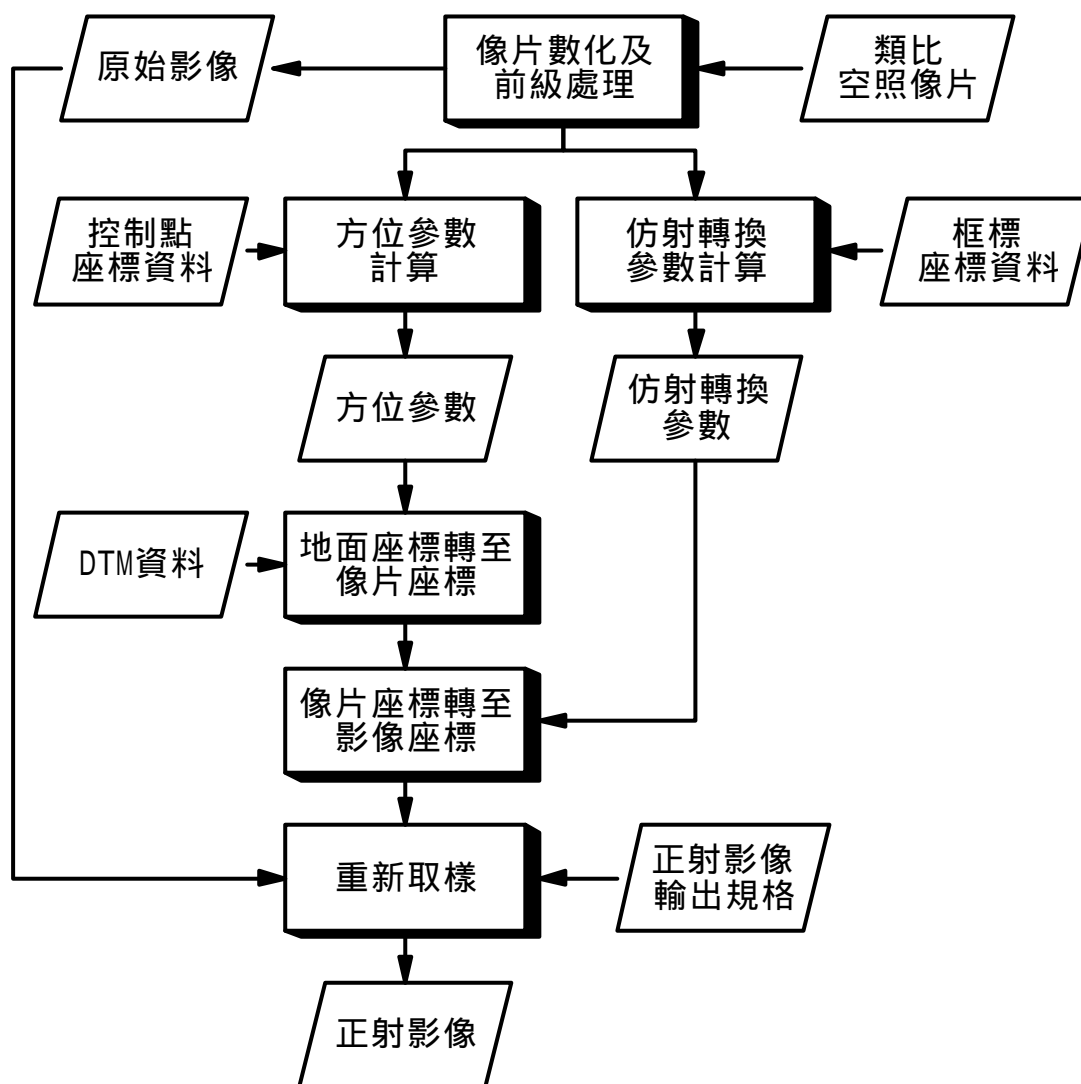 原始影像
像片數化及
前級處理
類比
空照像片
控制點
座標資料
方位參數
計算
仿射轉換
參數計算
框標
座標資料
方位參數
仿射轉換
參數
DTM資料
地面座標轉至
像片座標
像片座標轉至
影像座標
重新取樣
正射影像
輸出規格
正射影像